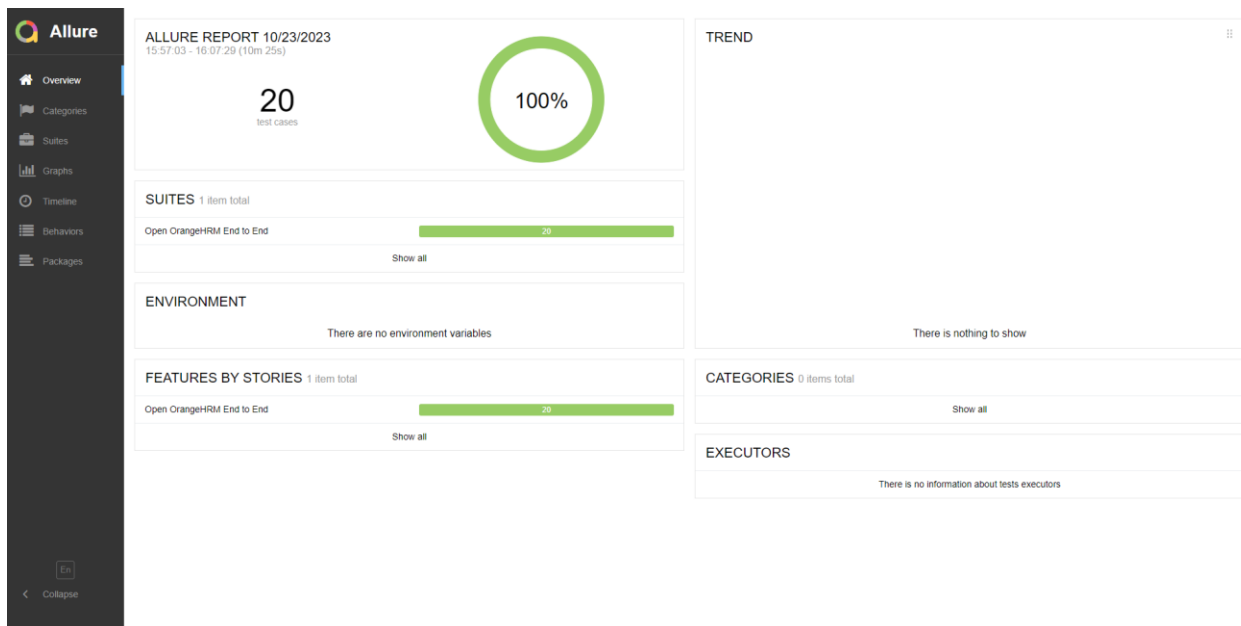 Allure
Overview
Categories
Suites
Graphs
Timeline
Behaviors
Packages
En
Collapse
ALLURE REPORT 10/23/2023
15:57:03 - 16:07:29 (10m 25s)
20
test cases
100%
SUITES 1 item total
Open OrangeHRM End to End 20
Show all
ENVIRONMENT
There are no environment variables
FEATURES BY STORIES 1 item total
Open OrangeHRM End to End 20
Show all
TREND
There is nothing to show
CATEGORIES 0 items total
Show all
EXECUTORS
There is no information about tests executors